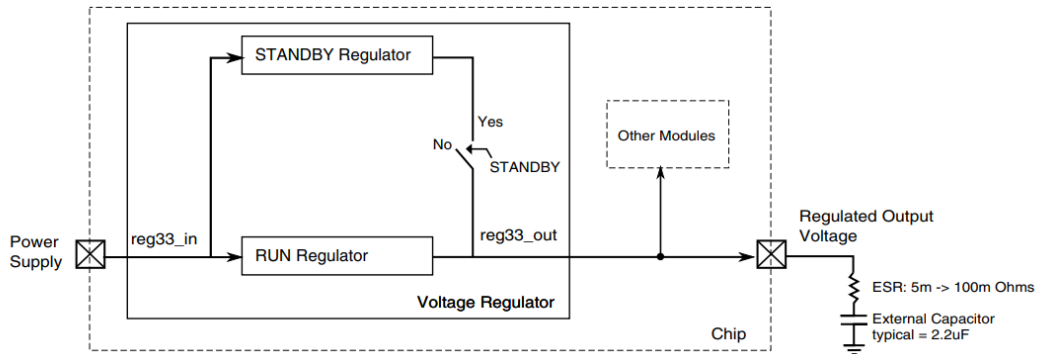 STANDBY Regulator
Yes
No
STANDBY
Other Modules
Power
Supply
reg33_in
RUN Regulator
reg33_out
Regulated Output
Voltage
Voltage Regulator
Chip
ESR: 5m -> 100m Ohms
External Capacitor
typical = 2.2uF